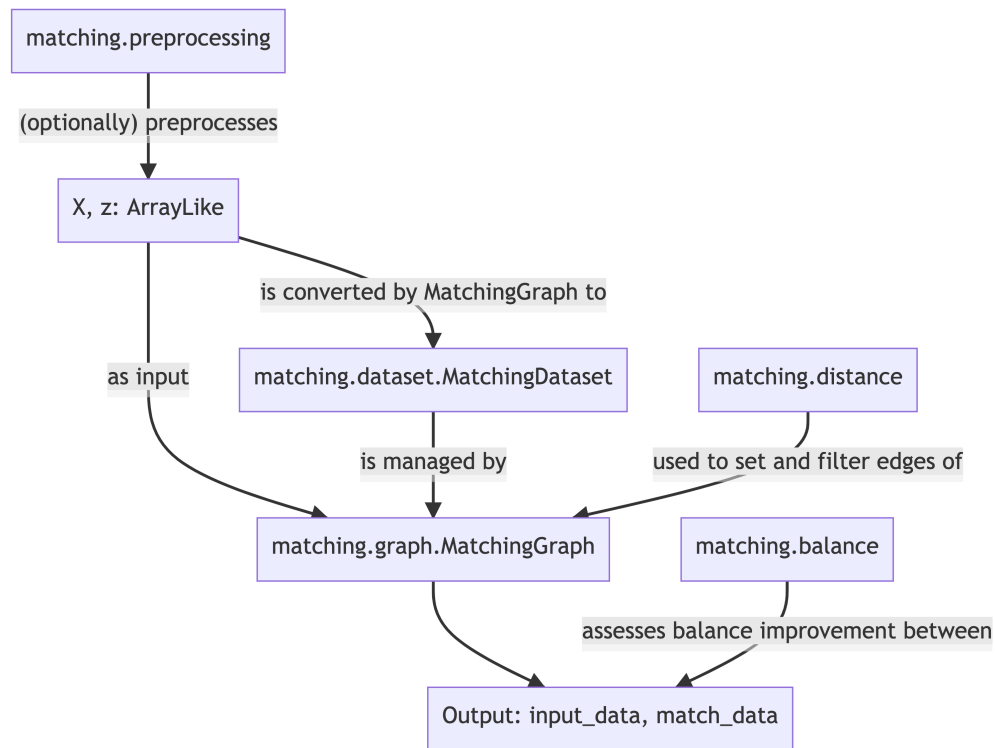 matching.preprocessing
(optionally) preprocesses
X, z: ArrayLike
is converted by MatchingGraph to
as input
matching.dataset.MatchingDataset
matching.distance
is managed by
used to set and filter edges of
matching.graph.MatchingGraph
matching.balance
assesses balance improvement between
Output: input_data, match_data